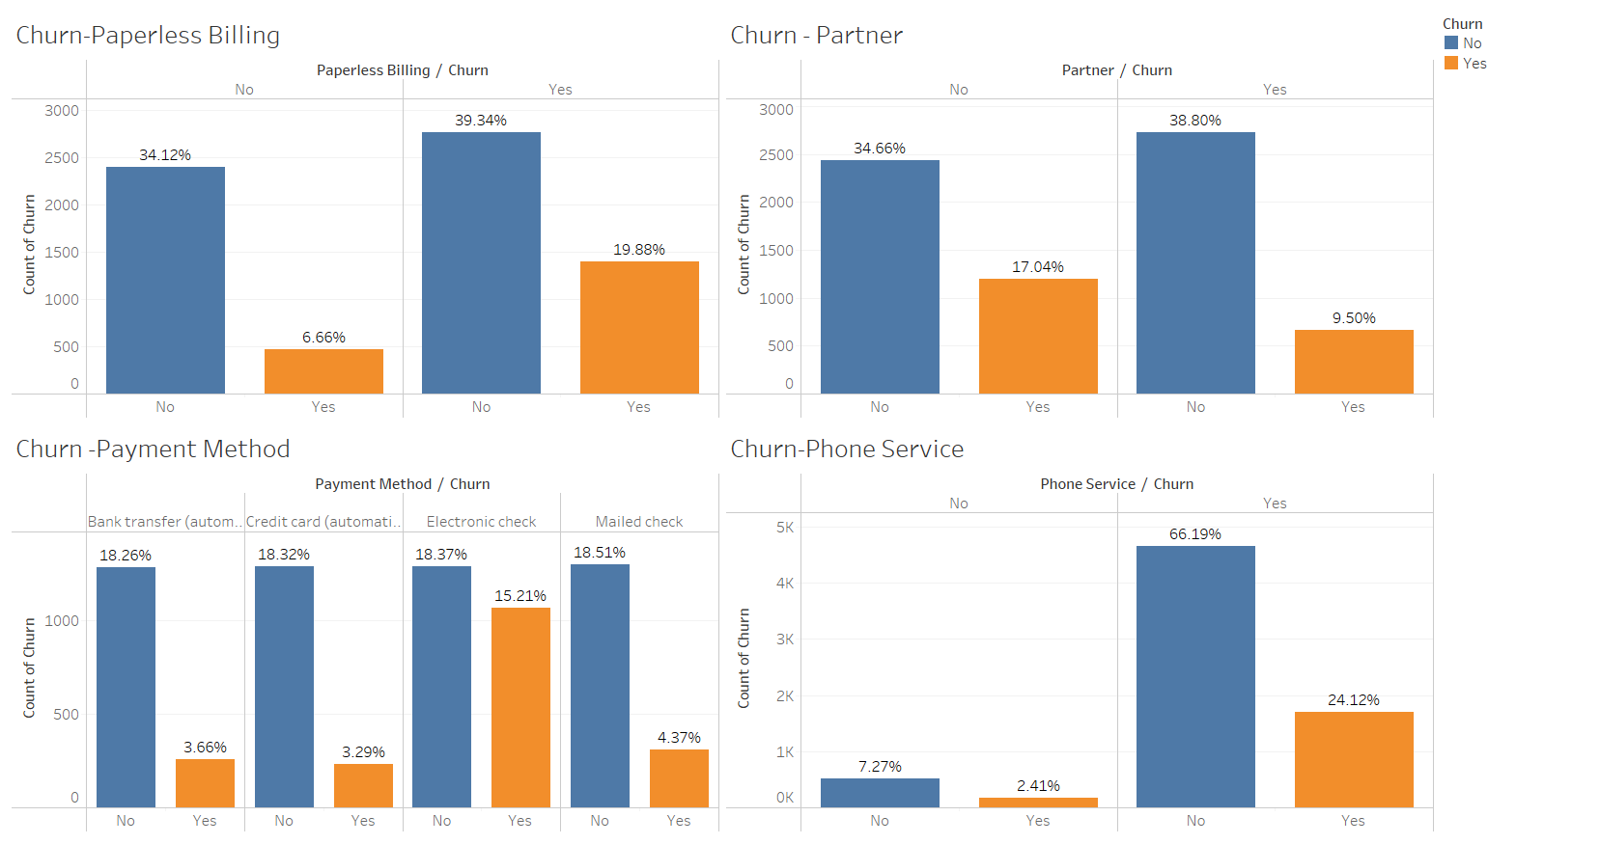 Churn-Paperless Billing
Paperless Billing / Churn
No Yes
Count of Churn
3000
2500
2000
1500
1000
500
0
34.12%
6.66%
39.34%
19.88%
No Yes No Yes
Churn - Partner
Partner / Churn
No Yes
Count of Churn
3000
2500
2000
1500
1000
500
0
34.66%
17.04%
38.80%
9.50%
No Yes No Yes
Churn
No
Yes
Churn -Payment Method
Payment Method / Churn
Bank transfer (autom.. Credit card (automati.. Electronic check Mailed check
Count of Churn
1000
500
0
18.26%
3.66%
18.32%
3.29%
18.37%
15.21%
18.51%
4.37%
No Yes No Yes No Yes No Yes
Churn-Phone Service
Phone Service / Churn
No Yes
Count of Churn
5K
4K
3K
2K
1K
0K
7.27%
2.41%
66.19%
24.12%
No Yes No Yes